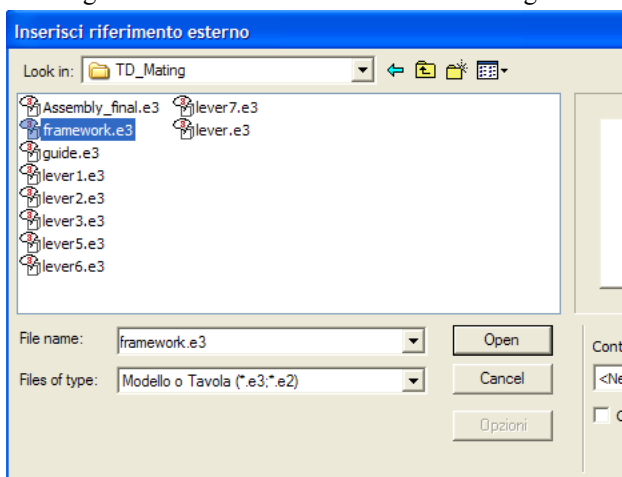 Inserisci riferimento esterno
Look in: TD_Mating
Assembly_final.e3 lever7.e3
framework.e3 lever.e3
guide.e3
lever1.e3
lever2.e3
lever3.e3
lever5.e3
lever6.e3
File name: framework.e3 Open
Cont
Files of type: Modello o Tavola (*.e3;*.e2) Cancel <Ne
Opzioni